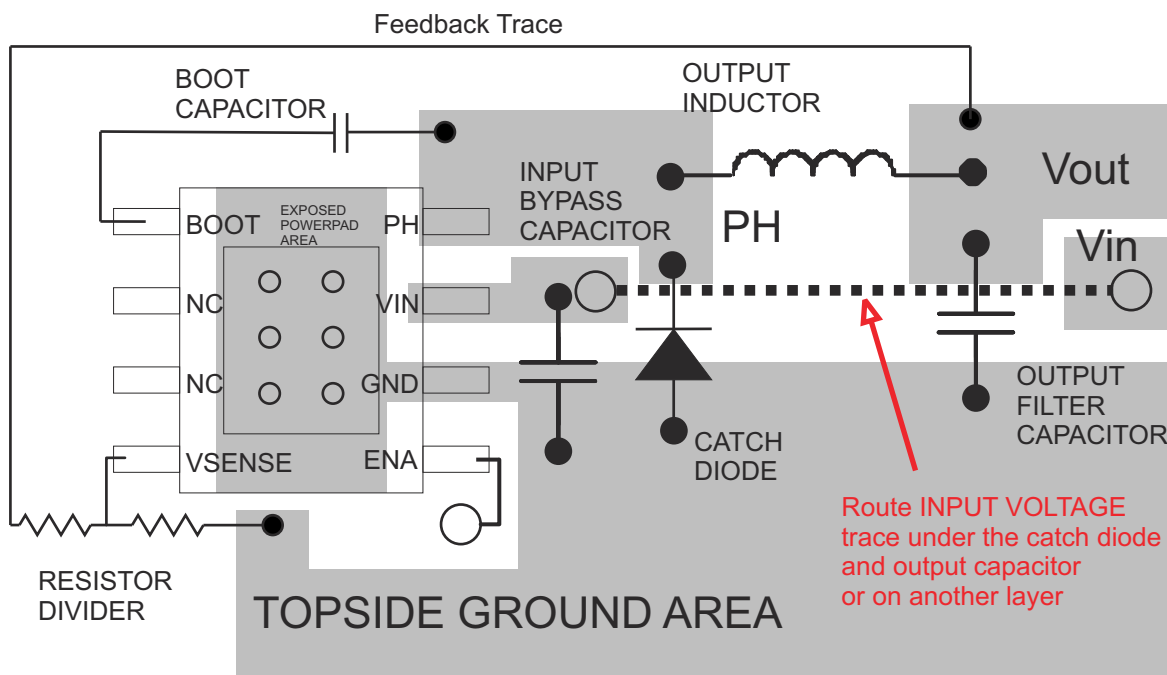 Feedback Trace
BOOT
CAPACITOR
OUTPUT
INDUCTOR
INPUT
BYPASS
CAPACITOR
Vout
PH
Vin
EXPOSED
POWERPAD
AREA
BOOT
PH
NC
VIN
NC
GND
VSENSE
ENA
CATCH
DIODE
OUTPUT
FILTER
CAPACITOR
Route INPUT VOLTAGE
trace under the catch diode
and output capacitor
or on another layer
RESISTOR
DIVIDER
TOPSIDE GROUND AREA